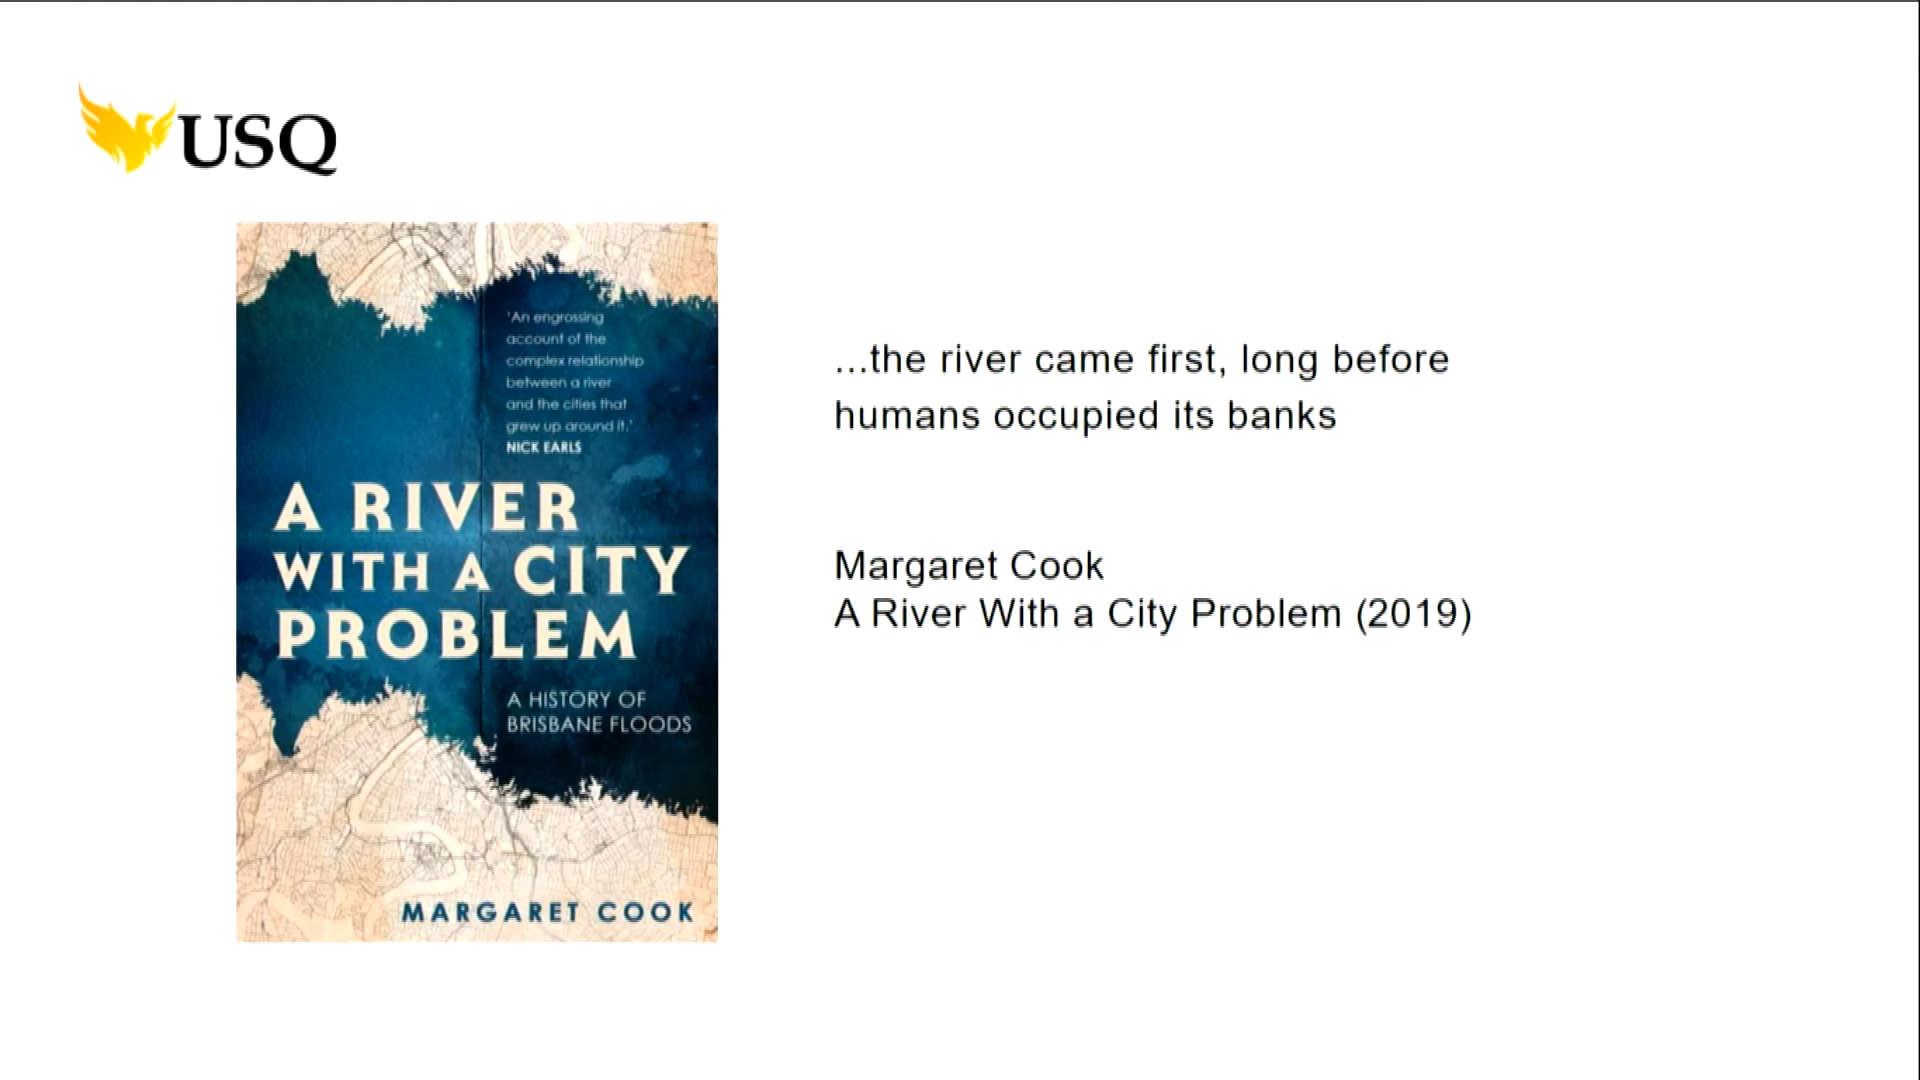 USQ
'An engrossing
account of the
complex relationship
between a river
and the cities that
grew up around it.'
NICK EARLS
A RIVER
WITH A CITY
PROBLEM
A HISTORY OF
BRISBANE FLOODS
MARGARET COOK
...the river came first, long before
humans occupied its banks
Margaret Cook
A River With a City Problem (2019)